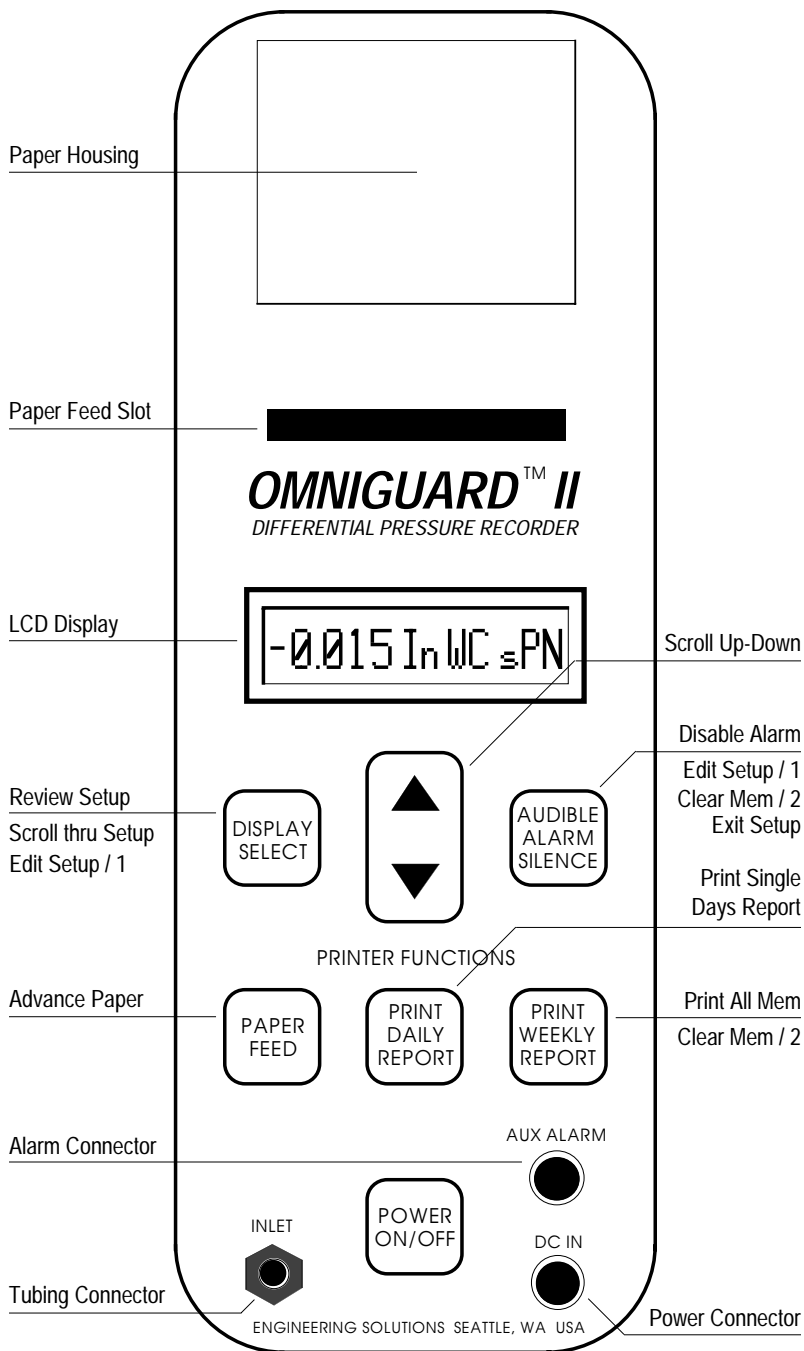 Paper Housing
Paper Feed Slot
OMNIGUARD™ II
DIFFERENTIAL PRESSURE RECORDER
LCD Display
-0.015 In WC sPN
Scroll Up-Down
Disable Alarm
Edit Setup / 1
Clear Mem / 2
Exit Setup
Review Setup
Scroll thru Setup
Edit Setup / 1
DISPLAY
SELECT
AUDIBLE
ALARM
SILENCE
Print Single
Days Report
PRINTER FUNCTIONS
Advance Paper
PAPER
FEED
PRINT
DAILY
REPORT
PRINT
WEEKLY
REPORT
Print All Mem
Clear Mem / 2
Alarm Connector
AUX ALARM
POWER
ON/OFF
INLET
DC IN
Tubing Connector
Power Connector
ENGINEERING SOLUTIONS SEATTLE, WA USA